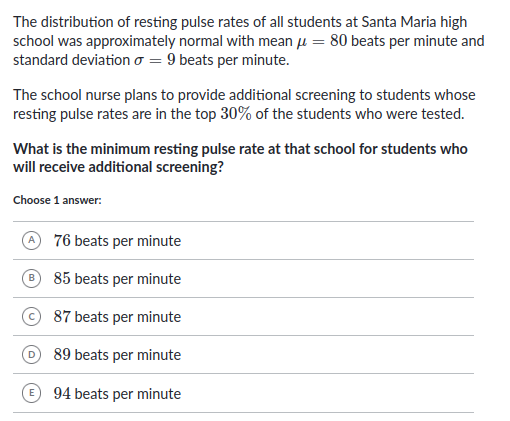 The distribution of resting pulse rates of all students at Santa Maria high
school was approximately normal with mean μ = 80 beats per minute and
standard deviation σ = 9 beats per minute.
The school nurse plans to provide additional screening to students whose
resting pulse rates are in the top 30% of the students who were tested.
What is the minimum resting pulse rate at that school for students who
will receive additional screening?
Choose 1 answer:
A 76 beats per minute
B 85 beats per minute
C 87 beats per minute
D 89 beats per minute
E 94 beats per minute